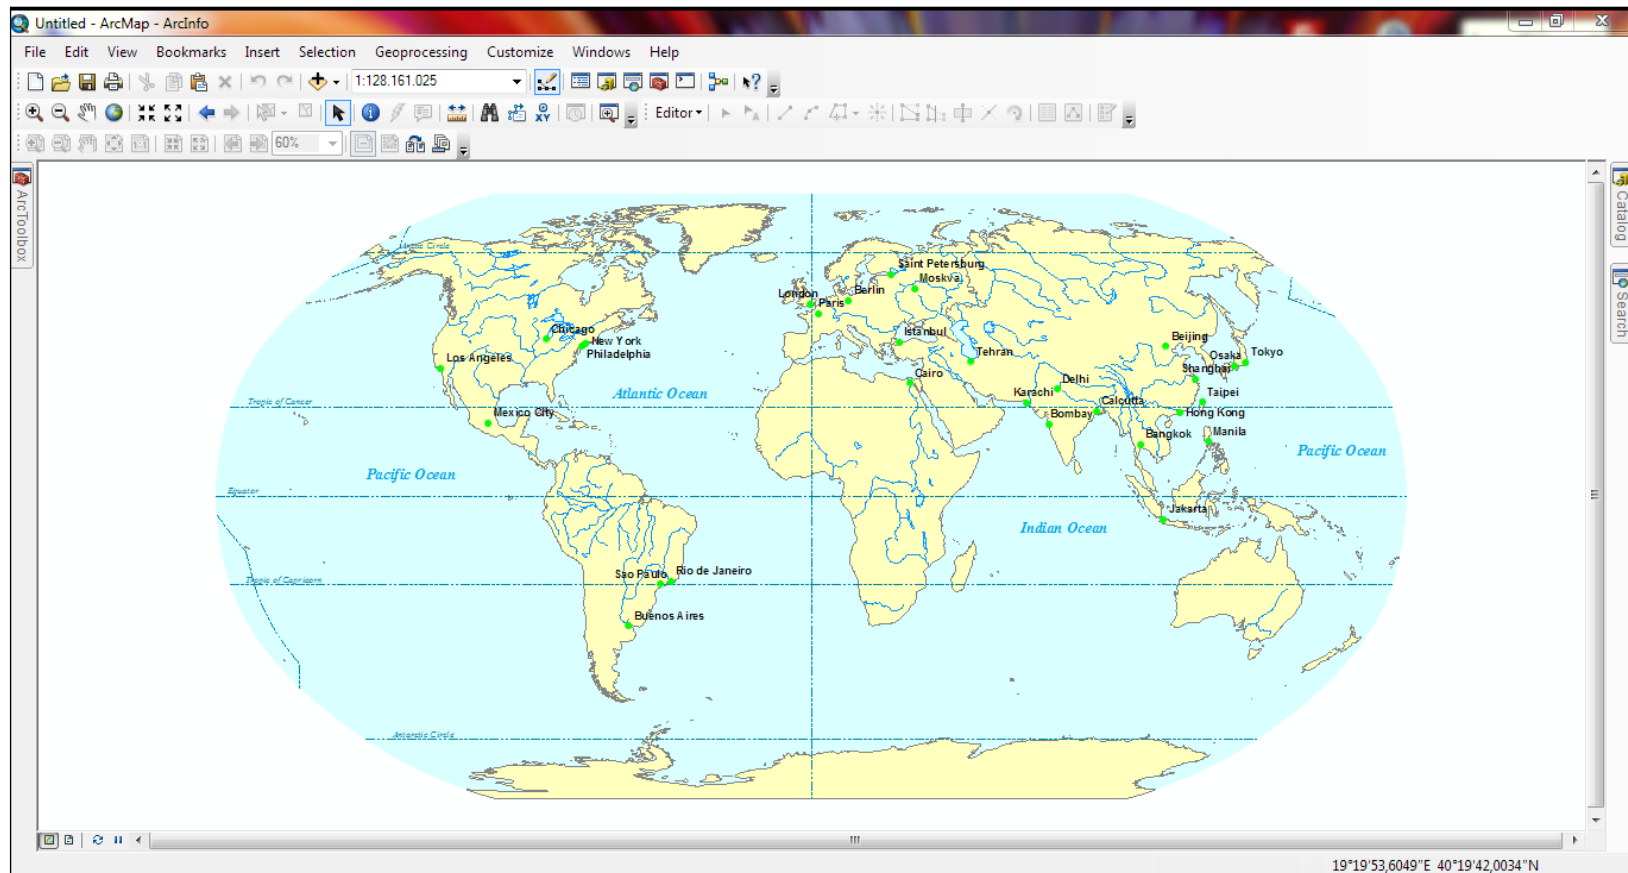 Untitled - ArcMap - ArcInfo
File Edit View Bookmarks Insert Selection Geoprocessing Customize Windows Help
1:128.161.025
Editor
60%
ArcToolbox
Catalog
Search
Arctic Circle
Saint Petersburg
Moskva
London
Berlin
Paris
Chicago
Istanbul
New York
Beijing
Philadelphia
Los Angeles
Tehran
Osaka
Tokyo
Shanghai
Cairo
Delhi
Atlantic Ocean
Karachi
Taipei
Tropic of Cancer
Calcutta
Mexico City
Bombay
Hong Kong
Bangkok
Manila
Pacific Ocean
Pacific Ocean
Equator
Jakarta
Indian Ocean
Sao Paulo
Rio de Janeiro
Tropic of Capricorn
Buenos Aires
Antarctic Circle
19°19'53,6049"E 40°19'42,0034"N